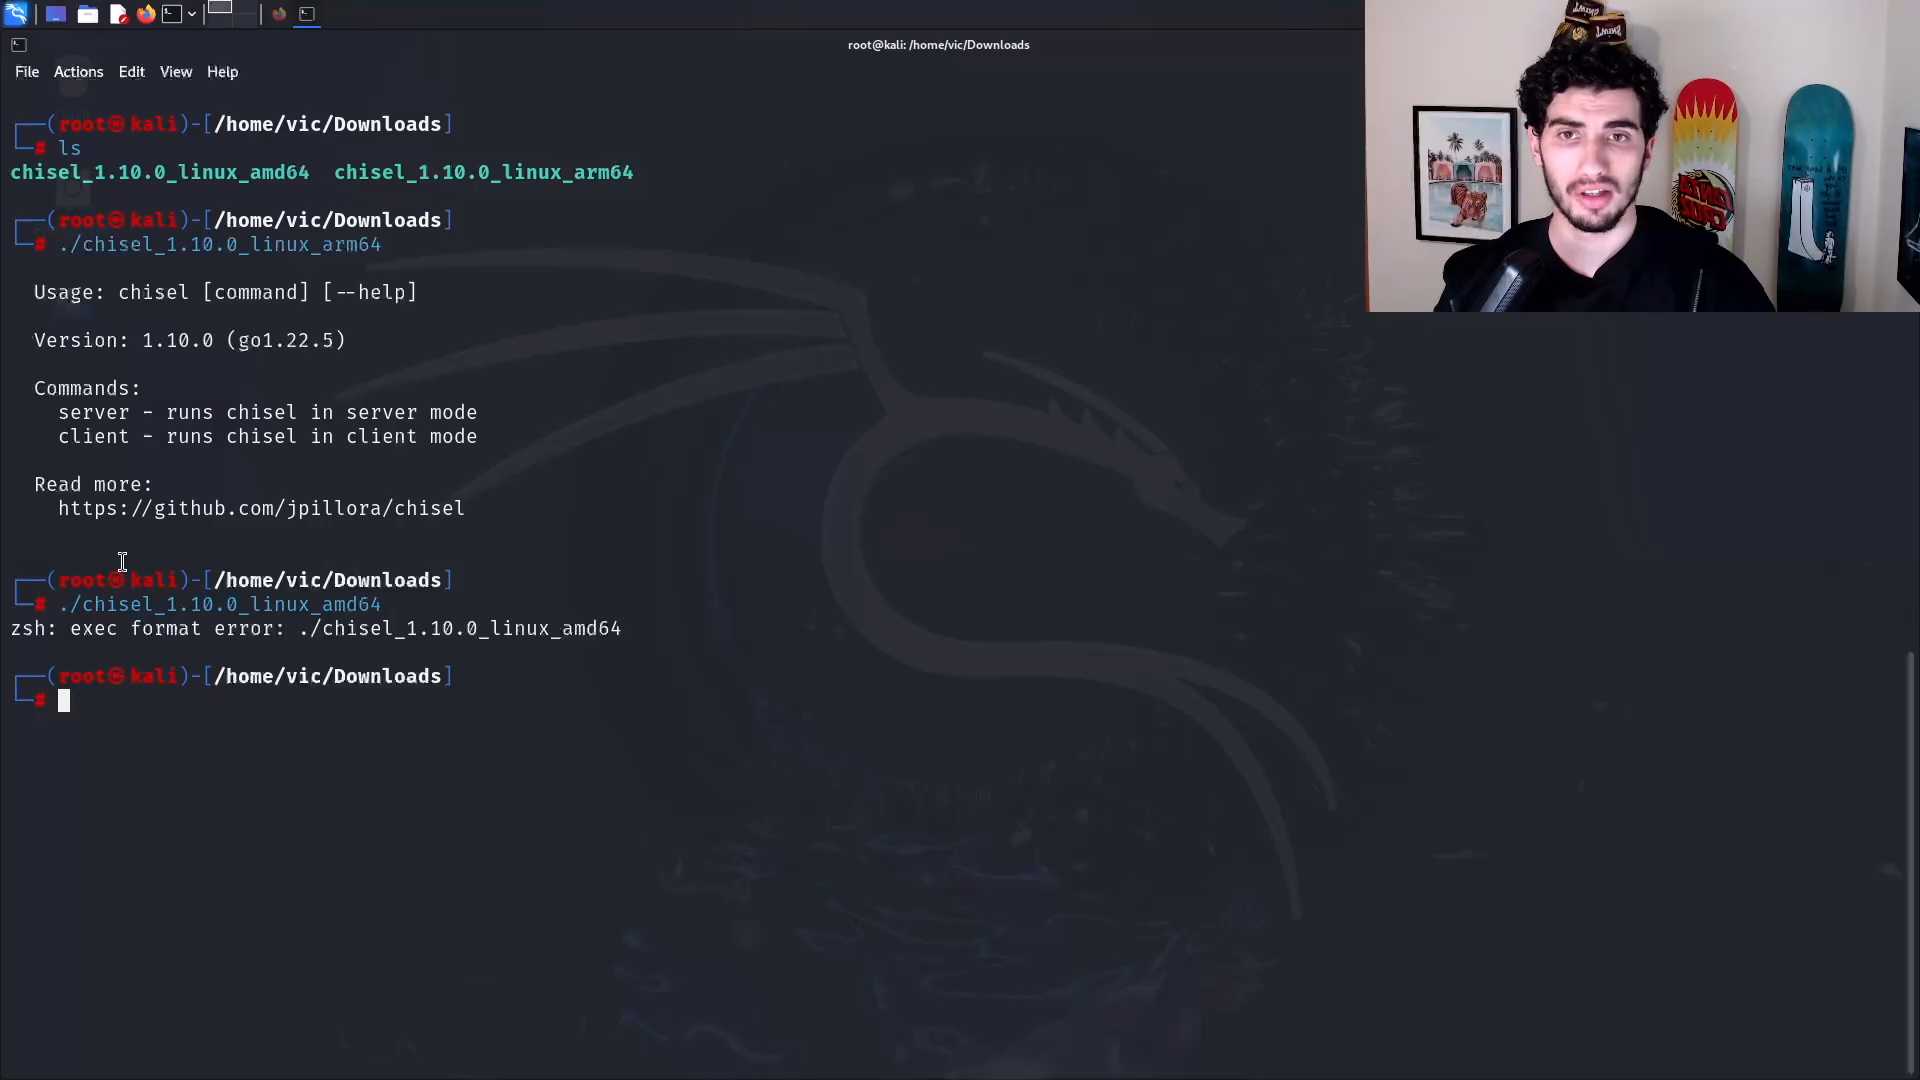 root@kali: /home/vic/Downloads
File Actions Edit View Help
┌──(root㉿kali)-[/home/vic/Downloads]
└─# ls
chisel_1.10.0_linux_amd64  chisel_1.10.0_linux_arm64
┌──(root㉿kali)-[/home/vic/Downloads]
└─# ./chisel_1.10.0_linux_arm64
Usage: chisel [command] [--help]
Version: 1.10.0 (go1.22.5)
Commands:
server - runs chisel in server mode
client - runs chisel in client mode
Read more:
https://github.com/jpillora/chisel
┌──(root㉿kali)-[/home/vic/Downloads]
└─# ./chisel_1.10.0_linux_amd64
zsh: exec format error: ./chisel_1.10.0_linux_amd64
┌──(root㉿kali)-[/home/vic/Downloads]
└─#